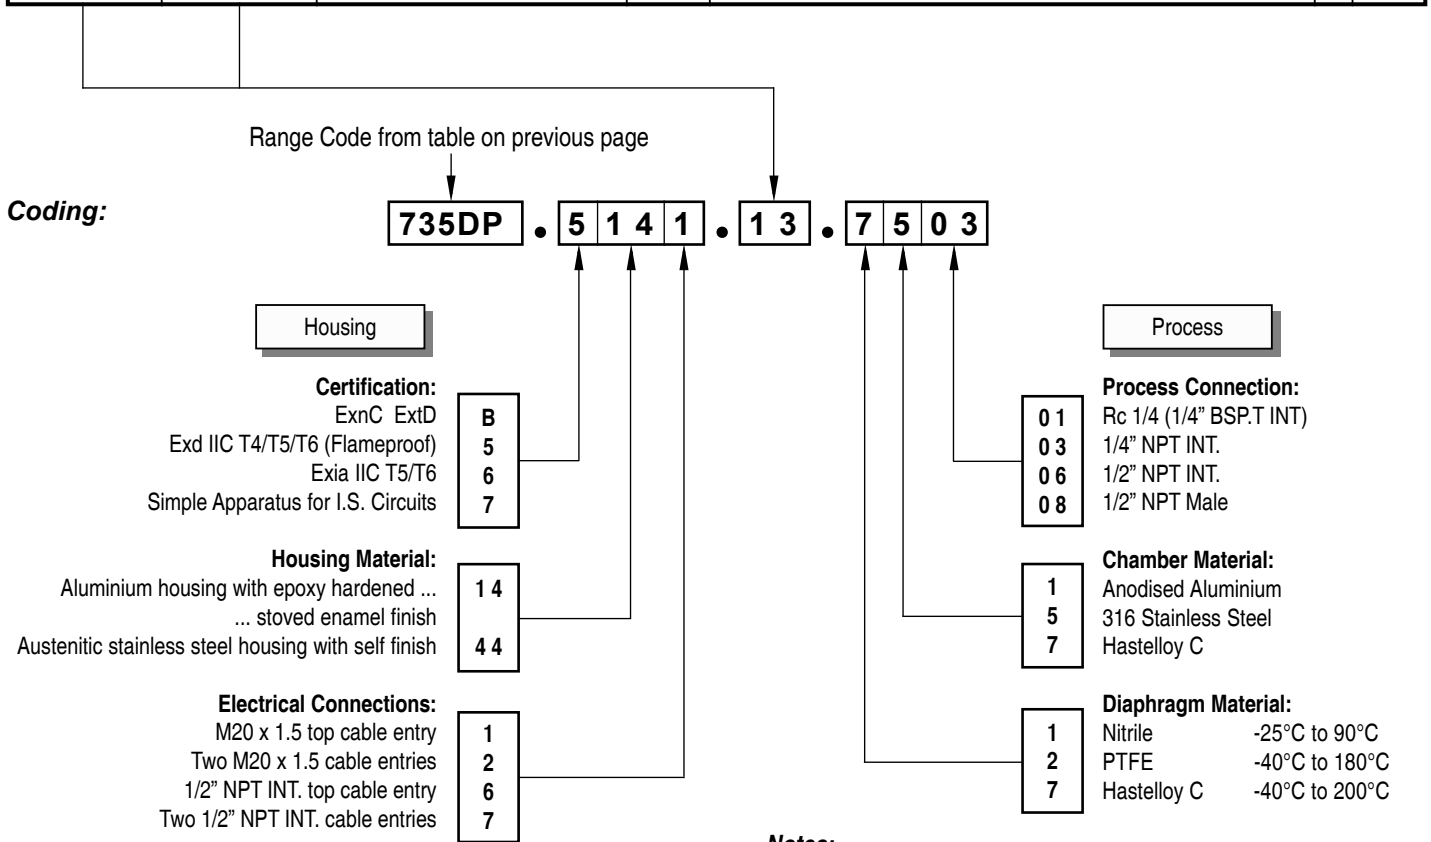 Range Code from table on previous page
Coding:
735DP . 5 1 4 1 . 1 3 . 7 5 0 3
Housing
Certification:
ExnC ExtD B
Exd IIC T4/T5/T6 (Flameproof) 5
Exia IIC T5/T6 6
Simple Apparatus for I.S. Circuits 7
Housing Material:
Aluminium housing with epoxy hardened ... 1 4
... stoved enamel finish
Austenitic stainless steel housing with self finish 4 4
Electrical Connections:
M20 x 1.5 top cable entry 1
Two M20 x 1.5 cable entries 2
1/2” NPT INT. top cable entry 6
Two 1/2” NPT INT. cable entries 7
Process
Process Connection:
0 1 Rc 1/4 (1/4” BSP.T INT)
0 3 1/4” NPT INT.
0 6 1/2” NPT INT.
0 8 1/2” NPT Male
Chamber Material:
1 Anodised Aluminium
5 316 Stainless Steel
7 Hastelloy C
Diaphragm Material:
1 Nitrile -25°C to 90°C
2 PTFE -40°C to 180°C
7 Hastelloy C -40°C to 200°C
Notes: